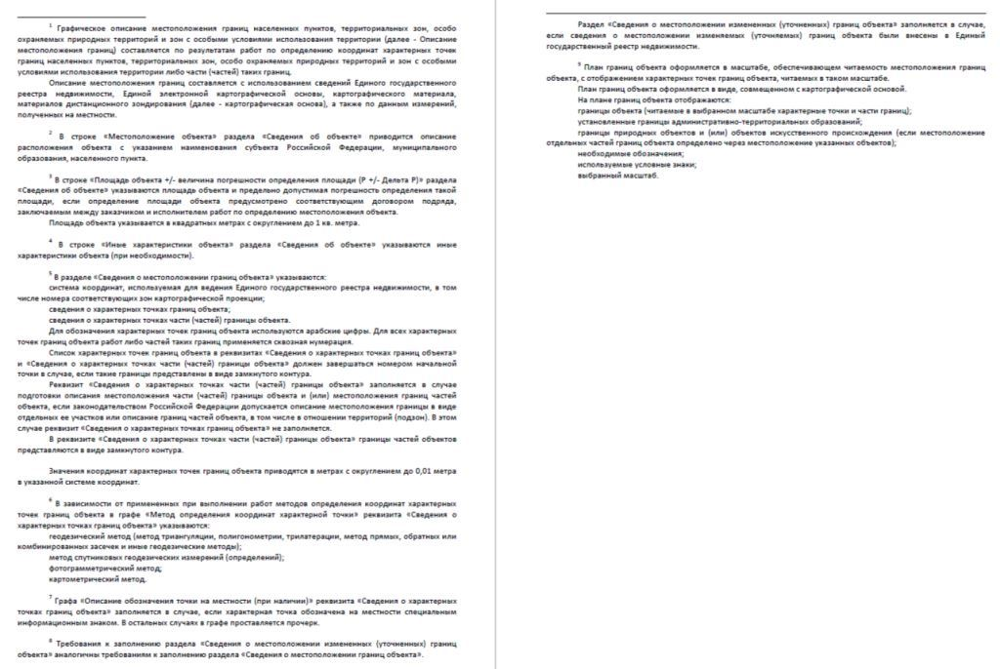 1 Графическое описание местоположения границ населенных пунктов, территориальных зон, особо
охраняемых природных территорий и зон с особыми условиями использования территории (далее - Описание
местоположения границ) составляется по результатам работ по определению координат характерных точек
границ населенных пунктов, территориальных зон, особо охраняемых природных территорий и зон с особыми
условиями использования территории либо части (частей) таких границ.
Описание местоположения границ составляется с использованием сведений Единого государственного
реестра недвижимости, Единой электронной картографической основы, картографического материала,
материалов дистанционного зондирования (далее - картографическая основа), а также по данным измерений,
полученных на местности.
2 В строке «Местоположение объекта» раздела «Сведения об объекте» приводится описание
расположения объекта с указанием наименования субъекта Российской Федерации, муниципального
образования, населенного пункта.
3 В строке «Площадь объекта +/- величина погрешности определения площади (P +/- Дельта P)» раздела
«Сведения об объекте» указываются площадь объекта и предельно допустимая погрешность определения такой
площади, если определение площади объекта предусмотрено соответствующим договором подряда,
заключаемым между заказчиком и исполнителем работ по определению местоположения объекта.
Площадь объекта указывается в квадратных метрах с округлением до 1 кв. метра.
4 В строке «Иные характеристики объекта» раздела «Сведения об объекте» указываются иные
характеристики объекта (при необходимости).
5 В разделе «Сведения о местоположении границ объекта» указываются:
система координат, используемая для ведения Единого государственного реестра недвижимости, в том
числе номера соответствующих зон картографической проекции;
сведения о характерных точках границ объекта;
сведения о характерных точках части (частей) границы объекта.
Для обозначения характерных точек границ объекта используются арабские цифры. Для всех характерных
точек границ объекта работ либо частей таких границ применяется сквозная нумерация.
Список характерных точек границ объекта в реквизитах «Сведения о характерных точках границ объекта»
и «Сведения о характерных точках части (частей) границы объекта» должен завершаться номером начальной
точки в случае, если такие границы представлены в виде замкнутого контура.
Реквизит «Сведения о характерных точках части (частей) границы объекта» заполняется в случае
подготовки описания местоположения части (частей) границы объекта и (или) местоположения границ частей
объекта, если законодательством Российской Федерации допускается описание местоположения границы в виде
отдельных ее участков или описание границ частей объекта, в том числе в отношении территорий (подзон). В этом
случае реквизит «Сведения о характерных точках границ объекта» не заполняется.
В реквизите «Сведения о характерных точках части (частей) границы объекта» границы частей объектов
представляются в виде замкнутого контура.
Значения координат характерных точек границ объекта приводятся в метрах с округлением до 0,01 метра
в указанной системе координат.
6 В зависимости от примененных при выполнении работ методов определения координат характерных
точек границ объекта в графе «Метод определения координат характерной точки» реквизита «Сведения о
характерных точках границ объекта» указываются:
геодезический метод (метод триангуляции, полигонометрии, трилатерации, метод прямых, обратных или
комбинированных засечек и иные геодезические методы);
метод спутниковых геодезических измерений (определений);
фотограмметрический метод;
картометрический метод.
7 Графа «Описание обозначения точки на местности (при наличии)» реквизита «Сведения о характерных
точках границ объекта» заполняется в случае, если характерная точка обозначена на местности специальным
информационным знаком. В остальных случаях в графе проставляется прочерк.
8 Требования к заполнению раздела «Сведения о местоположении измененных (уточненных) границ
объекта» аналогичны требованиям к заполнению раздела «Сведения о местоположении границ объекта».
Раздел «Сведения о местоположении измененных (уточненных) границ объекта» заполняется в случае,
если сведения о местоположении изменяемых (уточняемых) границ объекта были внесены в Единый
государственный реестр недвижимости.
9 План границ объекта оформляется в масштабе, обеспечивающем читаемость местоположения границ
объекта, с отображением характерных точек границ объекта, читаемых в таком масштабе.
План границ объекта оформляется в виде, совмещенном с картографической основой.
На плане границ объекта отображаются:
границы объекта (читаемые в выбранном масштабе характерные точки и части границ);
установленные границы административно-территориальных образований;
границы природных объектов и (или) объектов искусственного происхождения (если местоположение
отдельных частей границ объекта определено через местоположение указанных объектов);
необходимые обозначения;
используемые условные знаки;
выбранный масштаб.